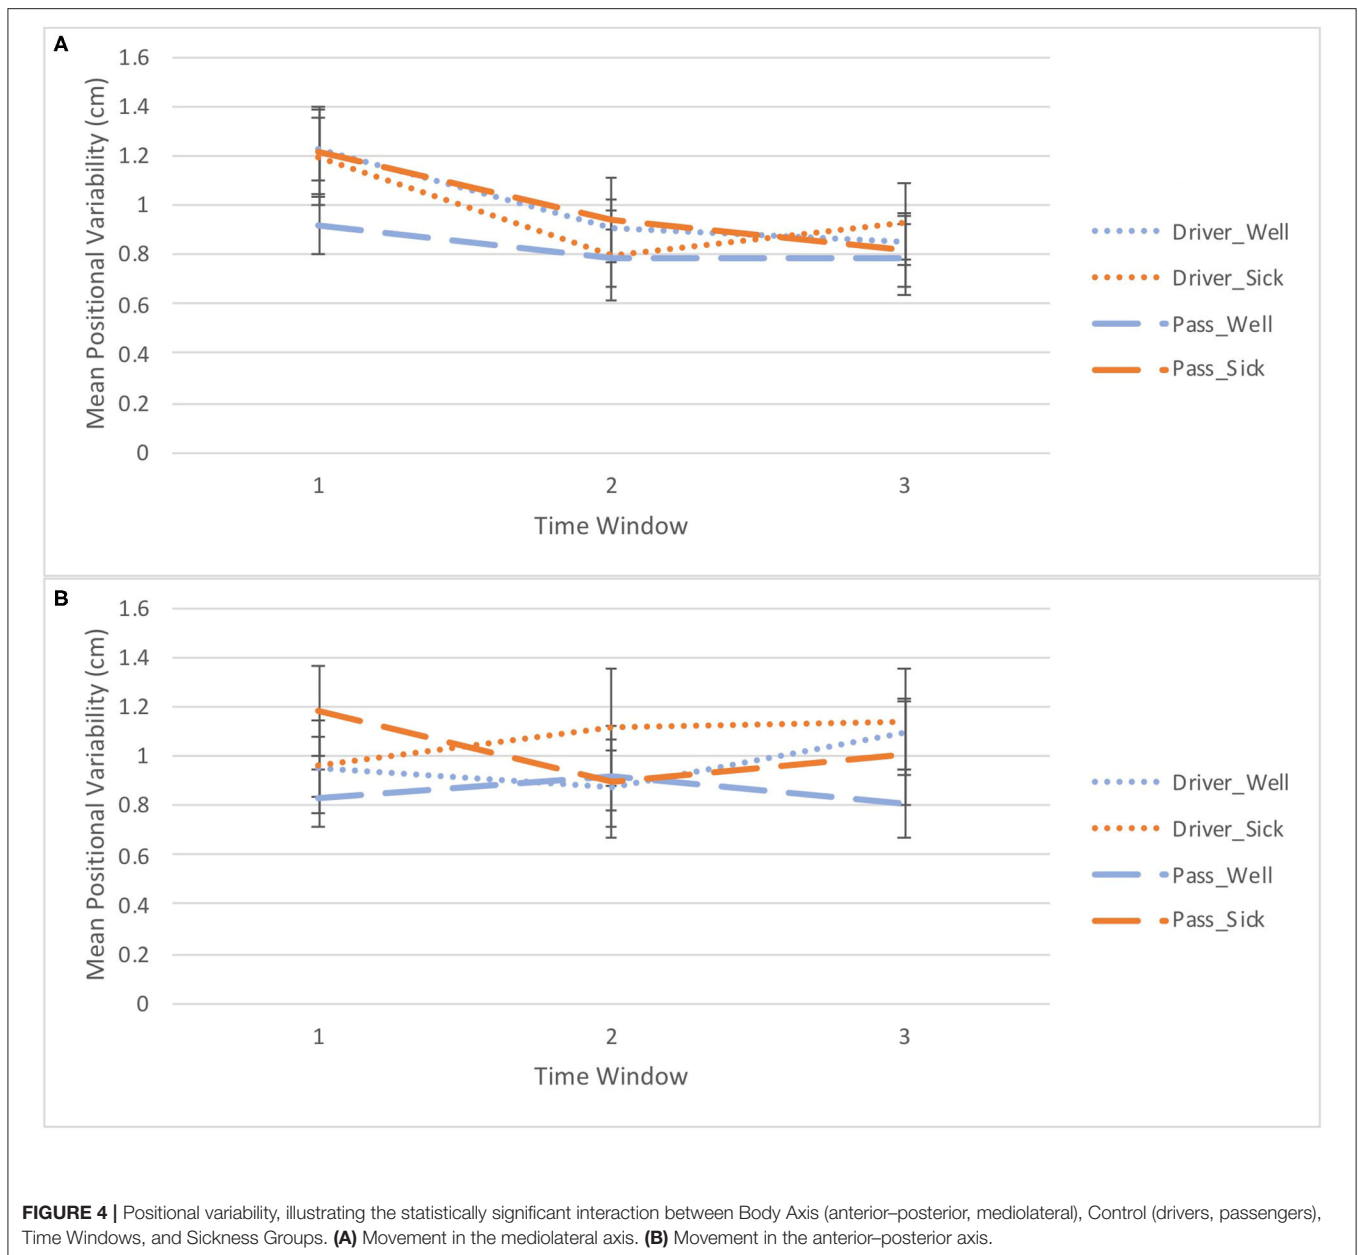 A
1.6
1.4
1.2
1
0.8
0.6
0.4
0.2
0
Mean Positional Variability (cm)
1 2 3
Time Window
Driver_Well
Driver_Sick
Pass_Well
Pass_Sick
B
1.6
1.4
1.2
1
0.8
0.6
0.4
0.2
0
Mean Positional Variability (cm)
1 2 3
Time Window
Driver_Well
Driver_Sick
Pass_Well
Pass_Sick
FIGURE 4 | Positional variability, illustrating the statistically significant interaction between Body Axis (anterior–posterior, mediolateral), Control (drivers, passengers),
Time Windows, and Sickness Groups. (A) Movement in the mediolateral axis. (B) Movement in the anterior–posterior axis.